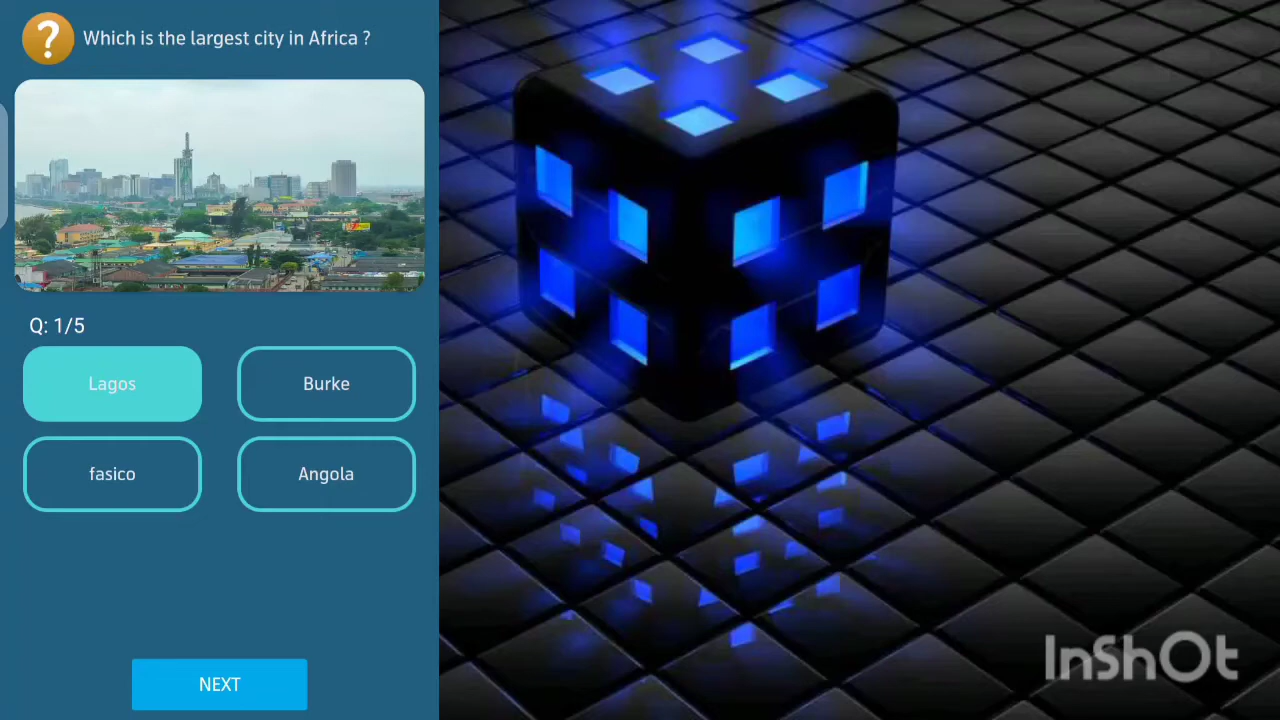 ?
Which is the largest city in Africa ?
Q: 1/5
Lagos
Burke
fasico
Angola
NEXT
InShOt